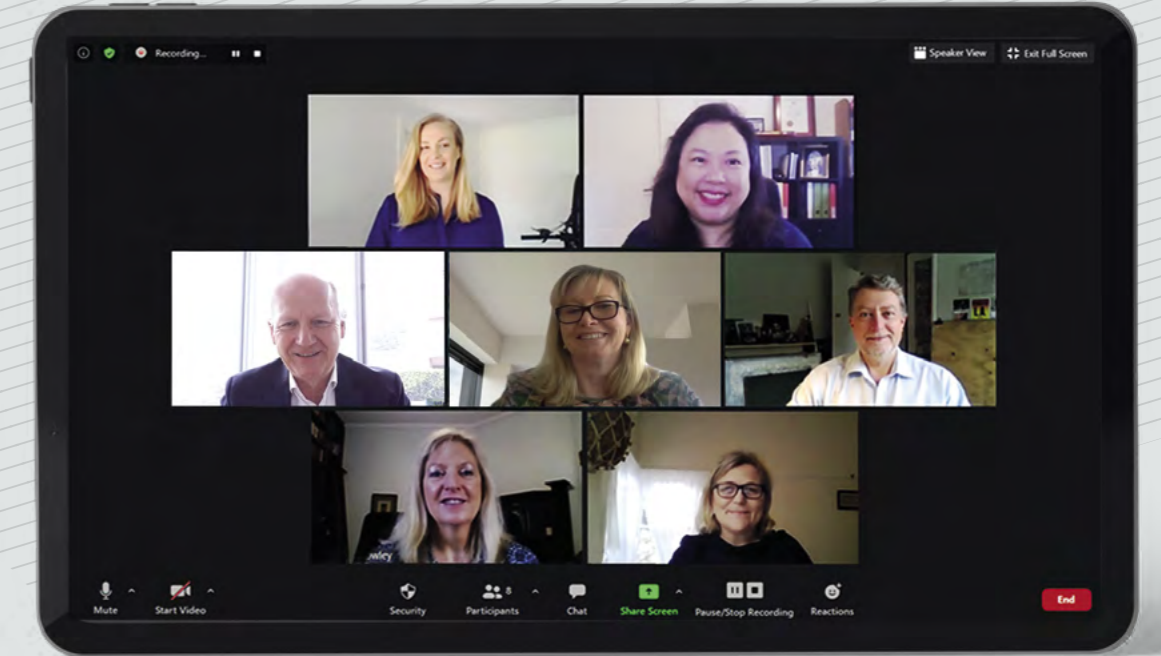 Recording...
Speaker View
Exit Full Screen
owley
Mute
Start Video
Security
Participants
8
Chat
Share Screen
Pause/Stop Recording
Reactions
End